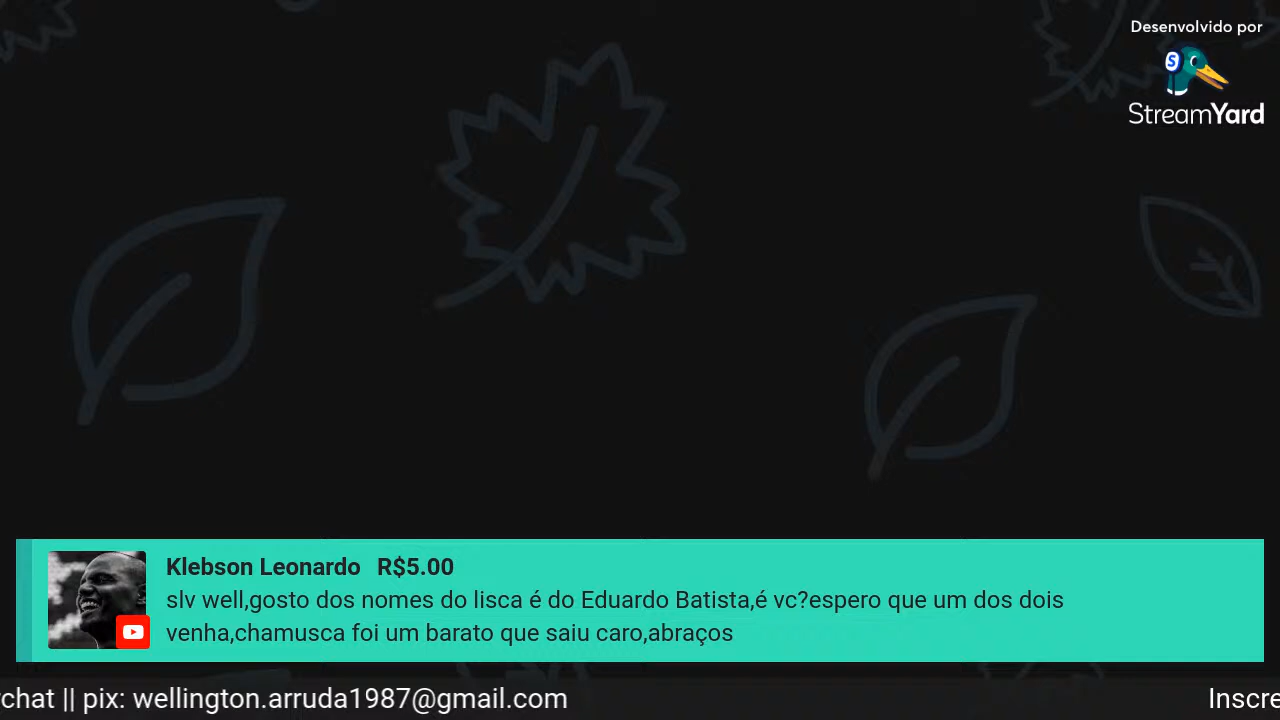 Desenvolvido por
StreamYard
Klebson Leonardo R$5.00
slv well,gosto dos nomes do lisca é do Eduardo Batista,é vc?espero que um dos dois
venha,chamusca foi um barato que saiu caro,abraços
rchat || pix: wellington.arruda1987@gmail.com Inscre